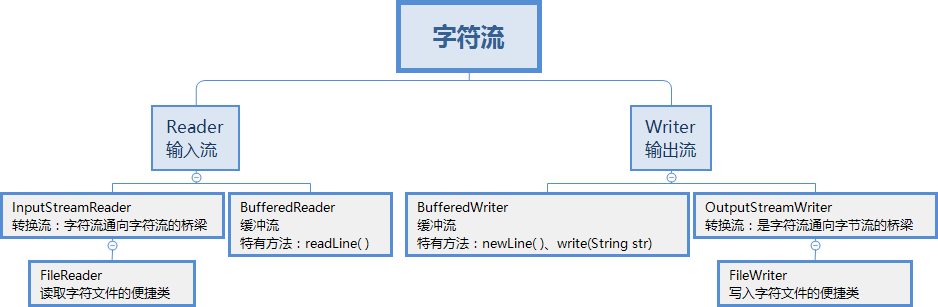 字符流
Reader
输入流
Writer
输出流
InputStreamReader
转换流：字符流通向字符流的桥梁
BufferedReader
缓冲流
特有方法：readLine( )
BufferedWriter
缓冲流
特有方法：newLine( )、write(String str)
OutputStreamWriter
转换流：是字符流通向字节流的桥梁
FileReader
读取字符文件的便捷类
FileWriter
写入字符文件的便捷类